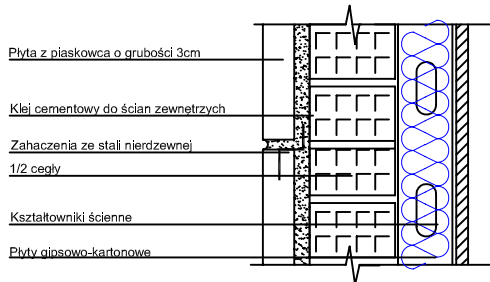 Płyta z piaskowca o grubości 3cm
Klej cementowy do ścian zewnętrzych
Zahaczenia ze stali nierdzewnej
1/2 cegły
Kształtowniki ścienne
Płyty gipsowo-kartonowe